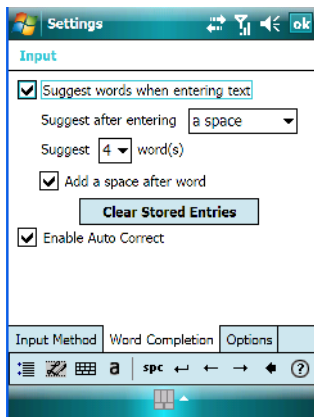 Settings ok
Input
Suggest words when entering text
Suggest after entering a space
Suggest 4 word(s)
Add a space after word
Clear Stored Entries
Enable Auto Correct
Input Method Word Completion Options
a spc ?